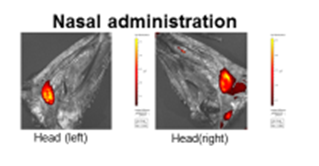 Nasal administration
Head (left)
Head(right)